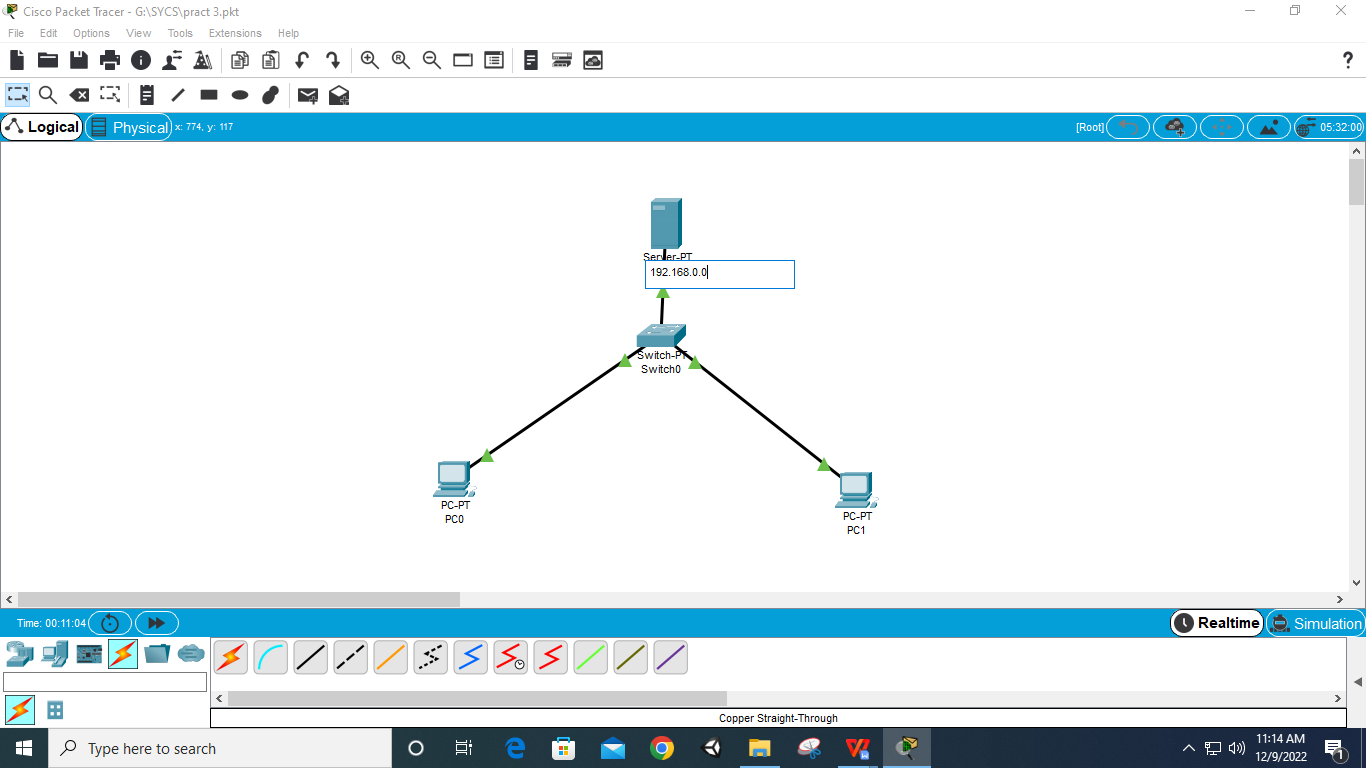 Cisco Packet Tracer - G:\SYCS\pract 3.pkt
File Edit Options View Tools Extensions Help
Logical Physical x: 774, y: 117 [Root] 05:32:00
Server-PT
192.168.0.0
Switch-PT
Switch0
PC-PT
PC0
PC-PT
PC1
Time: 00:11:04 Realtime Simulation
Copper Straight-Through
Type here to search
11:14 AM
12/9/2022
1